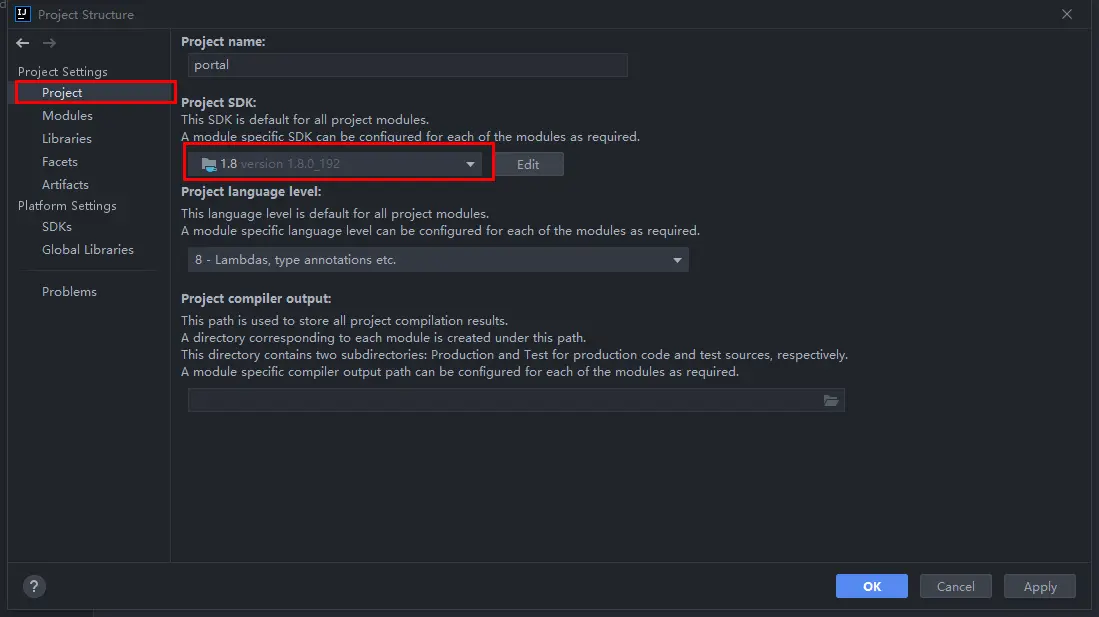 Project Structure
Project Settings
Project
Modules
Libraries
Facets
Artifacts
Platform Settings
SDKs
Global Libraries
Problems
Project name:
portal
Project SDK:
This SDK is default for all project modules.
A module specific SDK can be configured for each of the modules as required.
1.8 version 1.8.0_192
Edit
Project language level:
This language level is default for all project modules.
A module specific language level can be configured for each of the modules as required.
8 - Lambdas, type annotations etc.
Project compiler output:
This path is used to store all project compilation results.
A directory corresponding to each module is created under this path.
This directory contains two subdirectories: Production and Test for production code and test sources, respectively.
A module specific compiler output path can be configured for each of the modules as required.
?
OK
Cancel
Apply